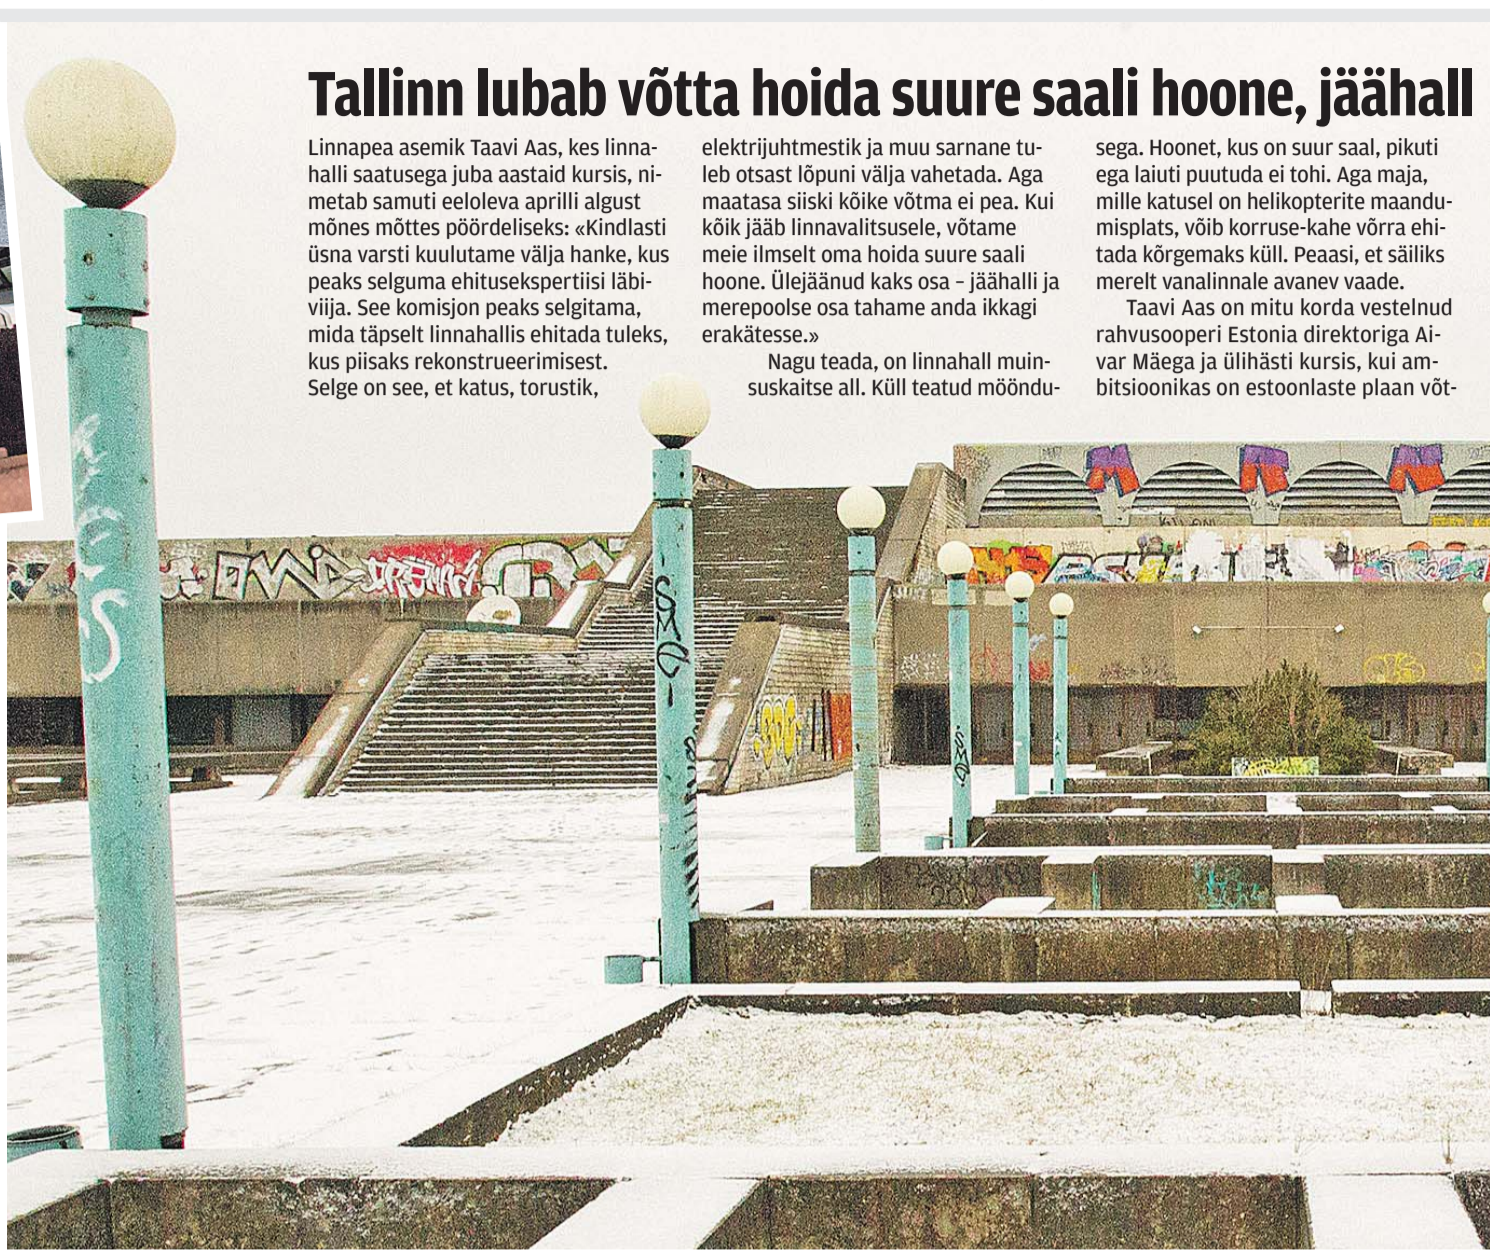 Tallinn lubab võtta hoida suure saali hoone, jäähall
Linnapea asemik Taavi Aas, kes linna-
halli saatusega juba aastaid kursis, ni-
metab samuti eeloleva aprilli algust
mõnes mõttes pöördeliseks: «Kindlasti
üsna varsti kuulutame välja hanke, kus
peaks selguma ehitusekspertiisi läbi-
viija. See komisjon peaks selgitama,
mida täpselt linnahallis ehitada tuleks,
kus piisaks rekonstrueerimisest.
Selge on see, et katus, torustik,
elektrijuhtmestik ja muu sarnane tu-
leb otsast lõpuni välja vahetada. Aga
maatasa siiski kõike võtma ei pea. Kui
kõik jääb linnavalitsusele, võtame
meie ilmselt oma hoida suure saali
hoone. Ülejäänud kaks osa – jäähalli ja
merepoolse osa tahame anda ikkagi
erakätesse.»
Nagu teada, on linnahall muin-
suskaitse all. Küll teatud mööndu-
sega. Hoonet, kus on suur saal, pikuti
ega laiuti puutuda ei tohi. Aga maja,
mille katusel on helikopterite maandu-
misplats, võib korruse-kahe võrra ehi-
tada kõrgemaks küll. Peaasi, et säiliks
merelt vanalinnale avanev vaade.
Taavi Aas on mitu korda vestelnud
rahvusooperi Estonia direktoriga Ai-
var Mäega ja ülihästi kursis, kui am-
bitsioonikas on estoonlaste plaan võt-